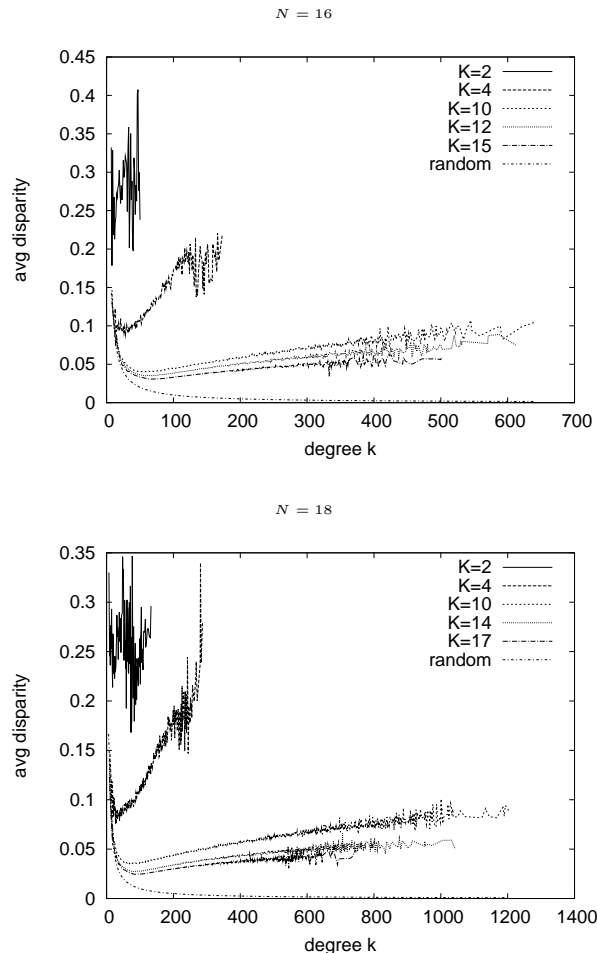 N = 16
0.45
0.4
0.35
0.3
0.25
0.2
0.15
0.1
0.05
0
avg disparity
K=2
K=4
K=10
K=12
K=15
random
0 100 200 300 400 500 600 700
degree k
N = 18
0.35
0.3
0.25
0.2
0.15
0.1
0.05
0
avg disparity
K=2
K=4
K=10
K=14
K=17
random
0 200 400 600 800 1000 1200 1400
degree k